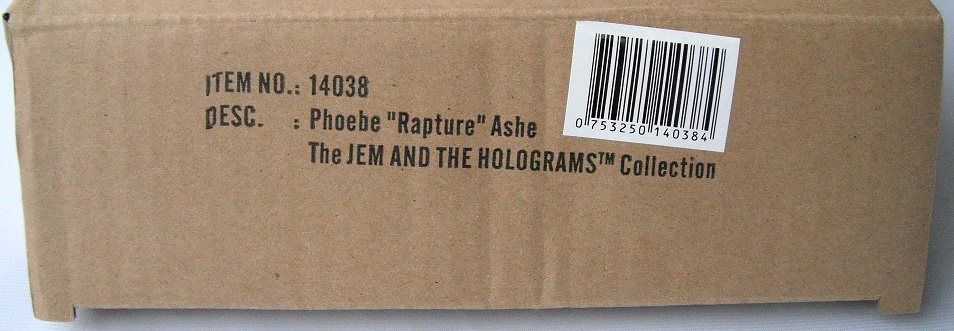 ITEM NO.: 14038
DESC. : Phoebe "Rapture" Ashe
The JEM AND THE HOLOGRAMS™ Collection
0 753250 140384